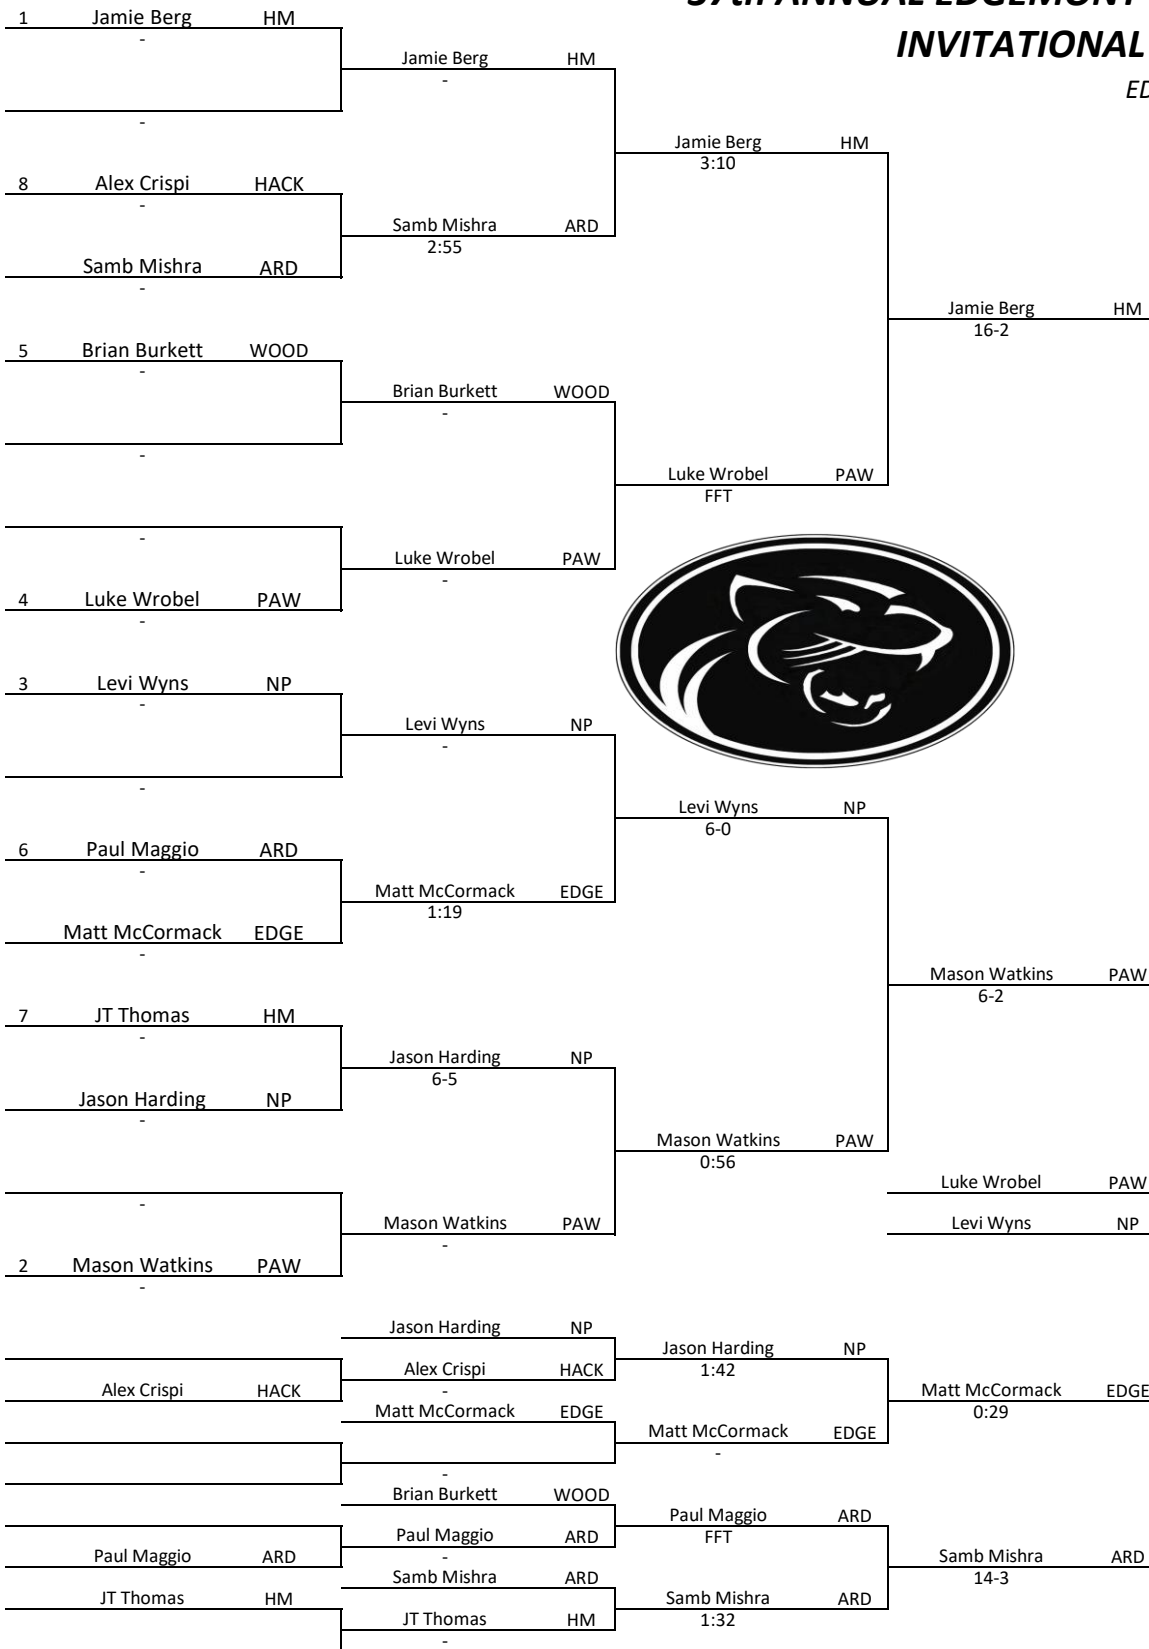 37th ANNUAL EDGEMONT
INVITATIONAL
1 Jamie Berg HM
-
-
8 Alex Crispi HACK
-
Samb Mishra ARD
-
5 Brian Burkett WOOD
-
-
-
4 Luke Wrobel PAW
-
3 Levi Wyns NP
-
-
6 Paul Maggio ARD
-
Matt McCormack EDGE
-
7 JT Thomas HM
-
Jason Harding NP
-
-
2 Mason Watkins PAW
-
Jamie Berg HM
-
Samb Mishra ARD
2:55
Brian Burkett WOOD
-
Luke Wrobel PAW
-
Levi Wyns NP
-
Matt McCormack EDGE
1:19
Jason Harding NP
6-5
Mason Watkins PAW
-
Jamie Berg HM
3:10
Luke Wrobel PAW
FFT
Levi Wyns NP
6-0
Mason Watkins PAW
0:56
Jamie Berg HM
16-2
Mason Watkins PAW
6-2
Luke Wrobel PAW
Levi Wyns NP
Alex Crispi HACK
Paul Maggio ARD
JT Thomas HM
Jason Harding NP
Alex Crispi HACK
-
Matt McCormack EDGE
-
Brian Burkett WOOD
Paul Maggio ARD
-
Samb Mishra ARD
JT Thomas HM
-
Jason Harding NP
1:42
Matt McCormack EDGE
-
Paul Maggio ARD
FFT
Samb Mishra ARD
1:32
Matt McCormack EDGE
0:29
Samb Mishra ARD
14-3